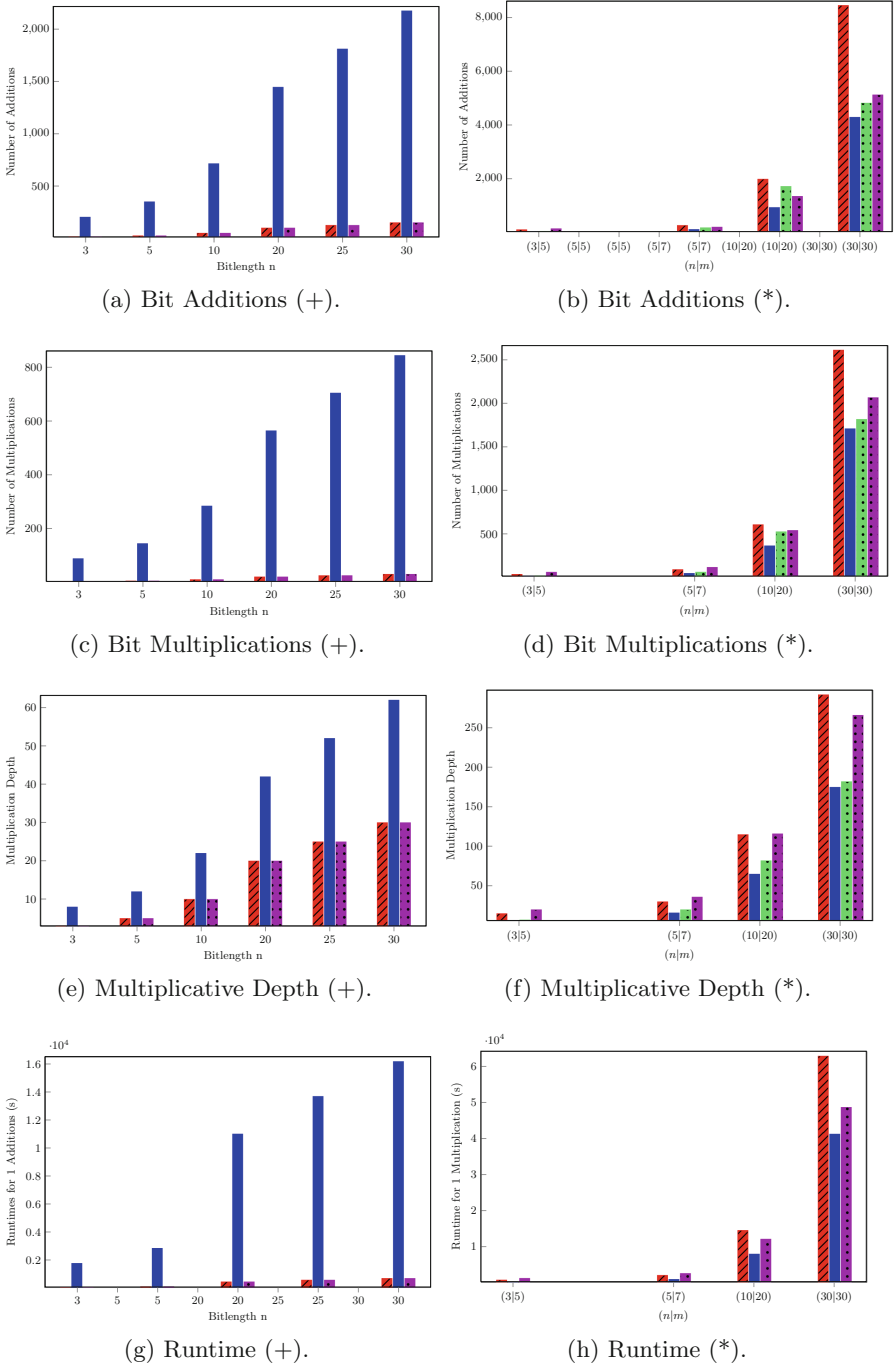 2,000
1,500
1,000
500
Number of Additions
3 5 10 20 25 30
Bitlength n
(a) Bit Additions (+).
8,000
6,000
4,000
2,000
Number of Additions
(3|5) (5|5) (5|5) (5|7) (5|7) (10|20) (10|20) (30|30) (30|30)
(n|m)
(b) Bit Additions (*).
800
600
400
200
Number of Multiplications
3 5 10 20 25 30
Bitlength n
(c) Bit Multiplications (+).
2,500
2,000
1,500
1,000
500
Number of Multiplications
(3|5) (5|7) (10|20) (30|30)
(n|m)
(d) Bit Multiplications (*).
60
50
40
30
20
10
Multiplication Depth
3 5 10 20 25 30
Bitlength n
(e) Multiplicative Depth (+).
250
200
150
100
50
Multiplication Depth
(3|5) (5|7) (10|20) (30|30)
(n|m)
(f) Multiplicative Depth (*).
·10⁴
1.6
1.4
1.2
1
0.8
0.6
0.4
0.2
Runtimes for 1 Additions (s)
3 5 5 20 20 25 25 30 30
Bitlength n
(g) Runtime (+).
·10⁴
6
5
4
3
2
1
Runtime for 1 Multiplication (s)
(3|5) (5|7) (10|20) (30|30)
(n|m)
(h) Runtime (*).